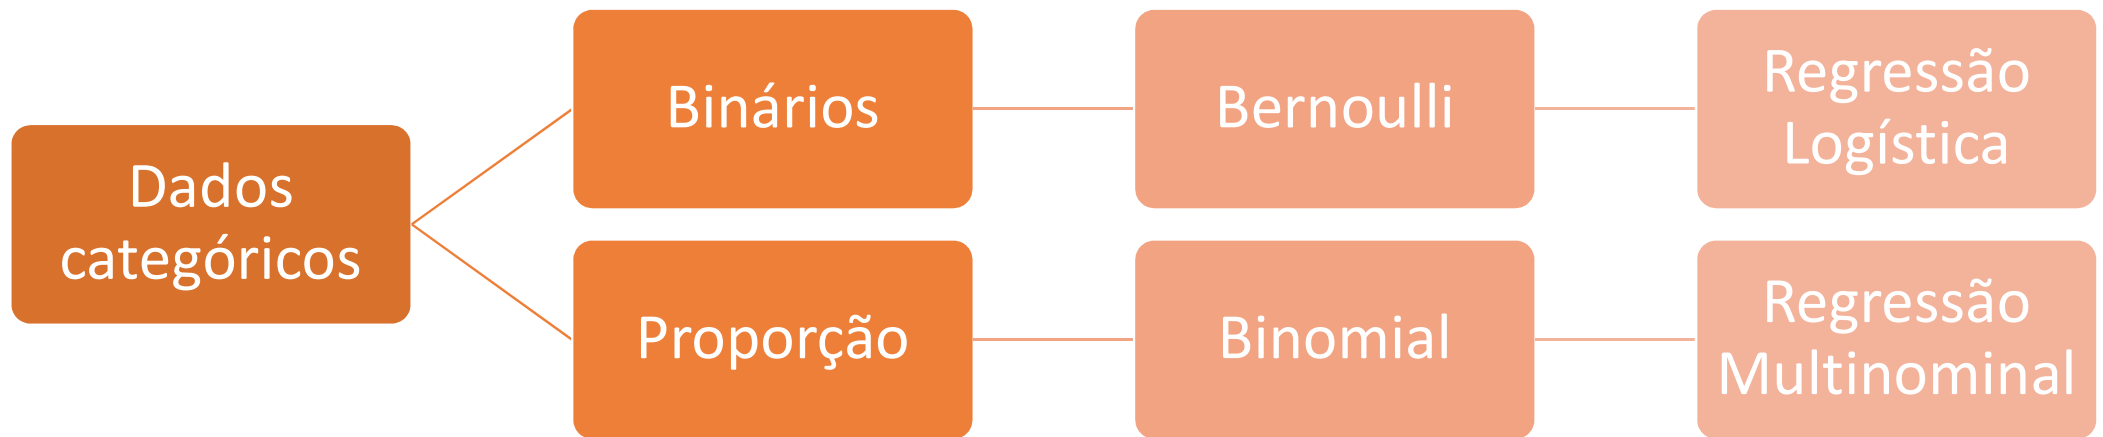 Dados
categóricos
Binários
Bernoulli
Regressão
Logística
Proporção
Binomial
Regressão
Multinominal